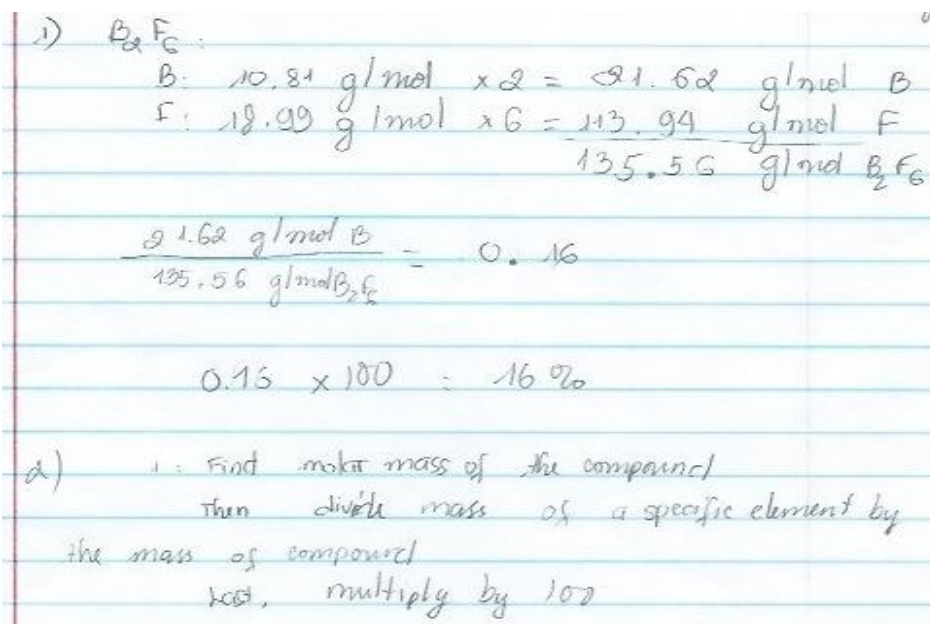 1) B₂F₆ :
B: 10.81 g/mol x 2 = 21.62 g/mol B
F: 18.99 g/mol x 6 = 113.94 g/mol F
135.56 g/mol B₂F₆
21.62 g/mol B
135.56 g/mol B₂F₆
= 0.16
0.16 x 100 = 16 %
2) 1: Find molar mass of the compound
Then divide mass of a specific element by
the mass of compound
Last, multiply by 100